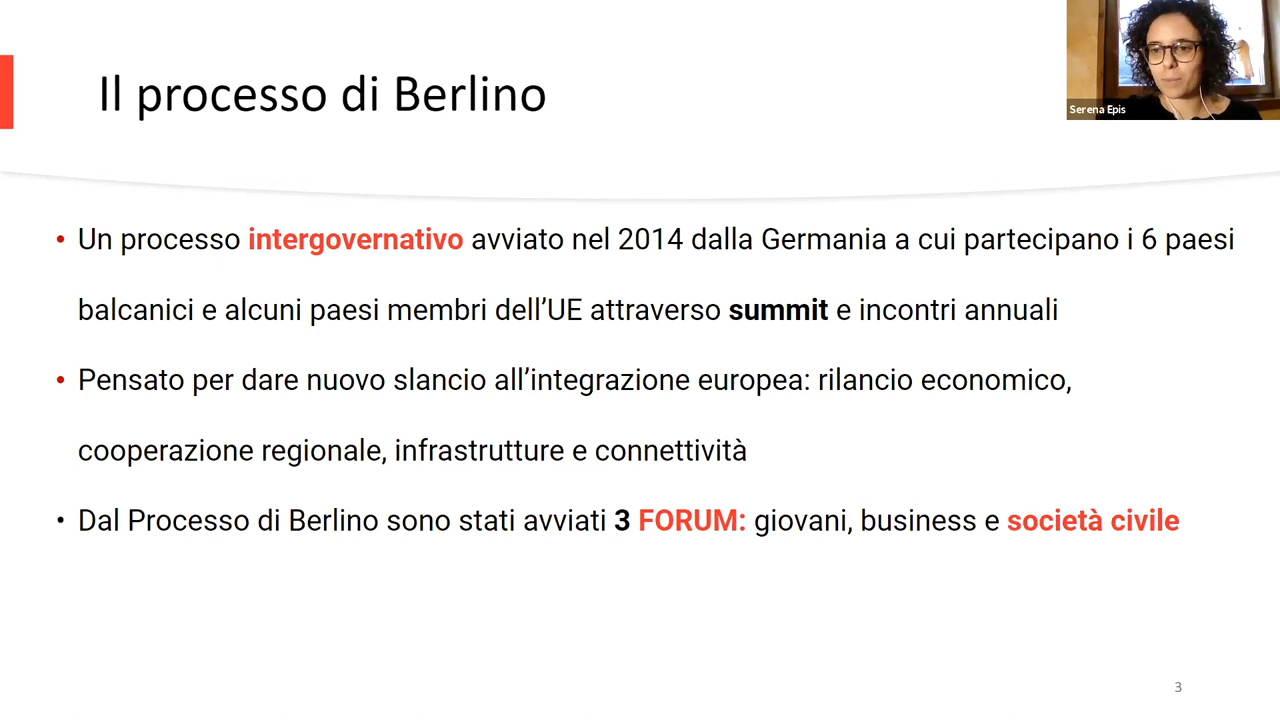 Il processo di Berlino
Serena Epis
• Un processo intergovernativo avviato nel 2014 dalla Germania a cui partecipano i 6 paesi
balcanici e alcuni paesi membri dell’UE attraverso summit e incontri annuali
• Pensato per dare nuovo slancio all’integrazione europea: rilancio economico,
cooperazione regionale, infrastrutture e connettività
• Dal Processo di Berlino sono stati avviati 3 FORUM: giovani, business e società civile
3